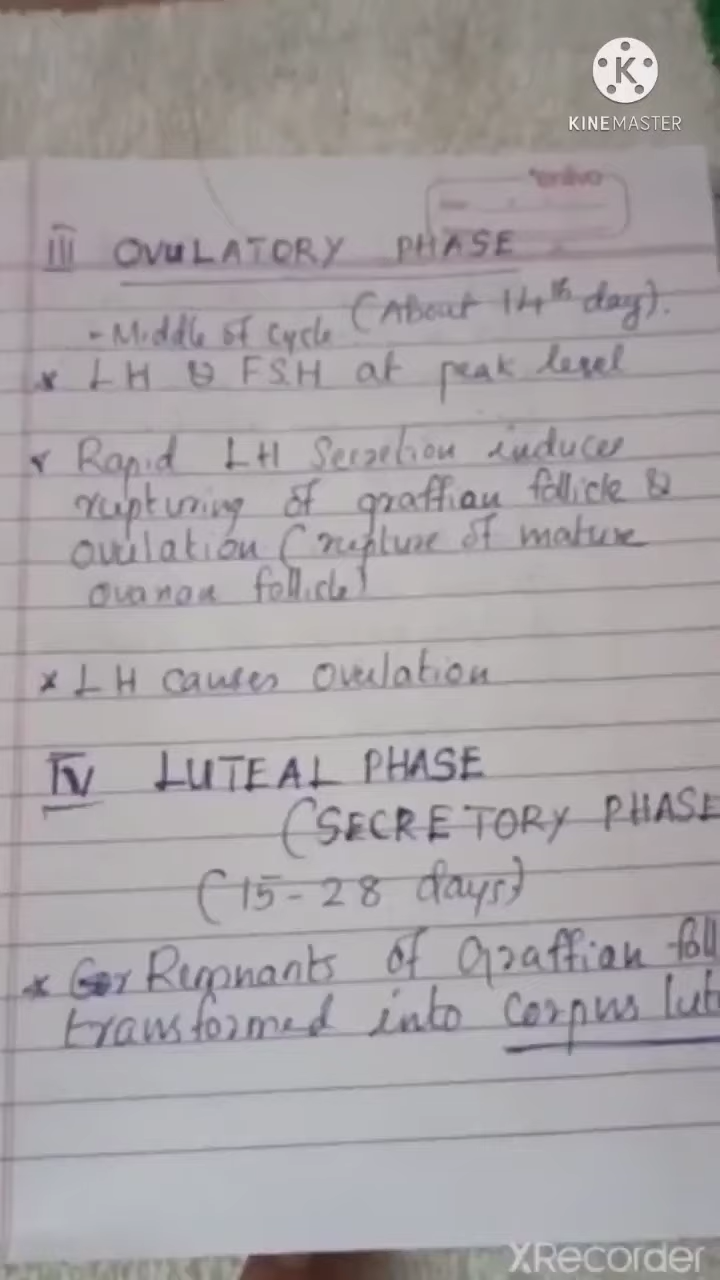 KINEMASTER
III OVULATORY PHASE
- Middle of Cycle (About 14th day).
* LH & FSH at peak level
* Rapid LH Secretion induces
rupturing of graffian follicle &
ovulation (rupture of mature
ovarian follicle)
* LH causes Ovulation
IV LUTEAL PHASE
(SECRETORY PHASE
(15-28 days)
* Remnants of Graffian foll
transformed into corpus lut
XRecorder